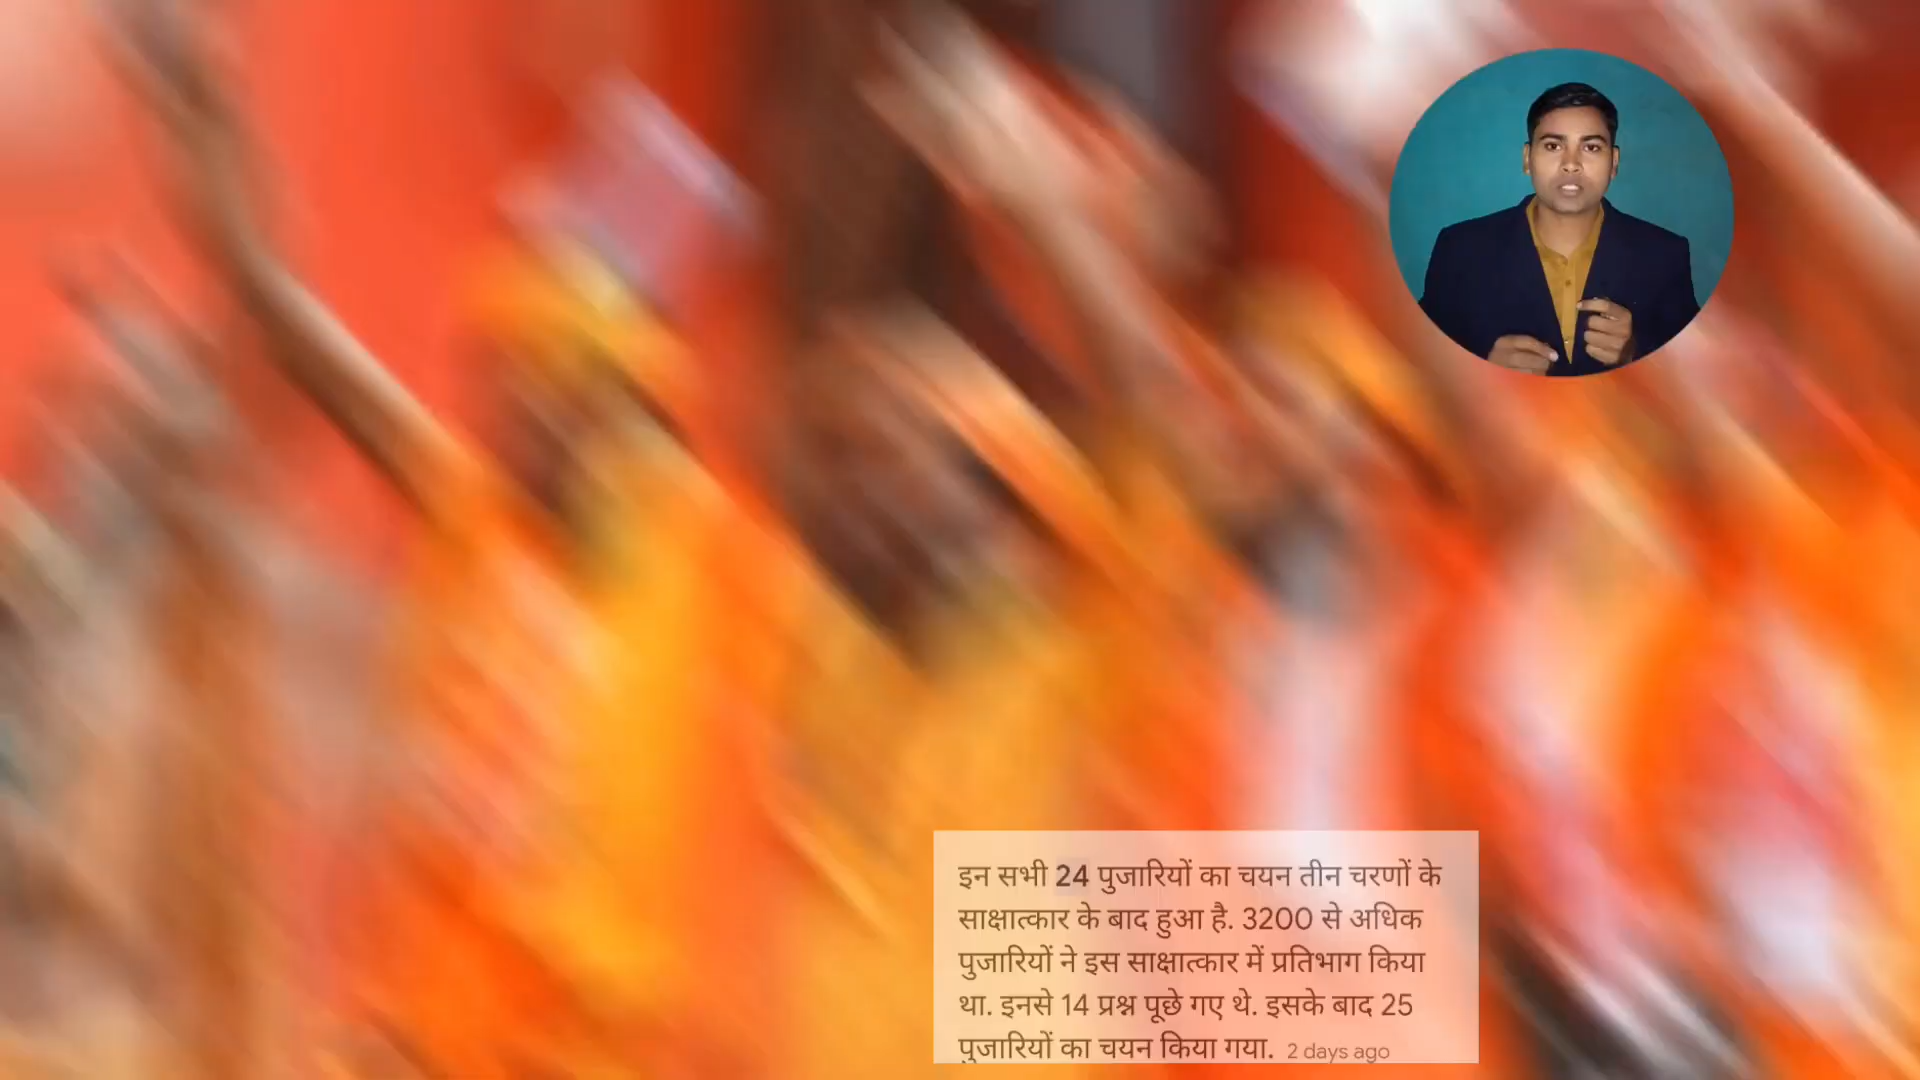 इन सभी 24 पुजारियों का चयन तीन चरणों के
साक्षात्कार के बाद हुआ है. 3200 से अधिक
पुजारियों ने इस साक्षात्कार में प्रतिभाग किया
था. इनसे 14 प्रश्न पूछे गए थे. इसके बाद 25
पुजारियों का चयन किया गया. 2 days ago